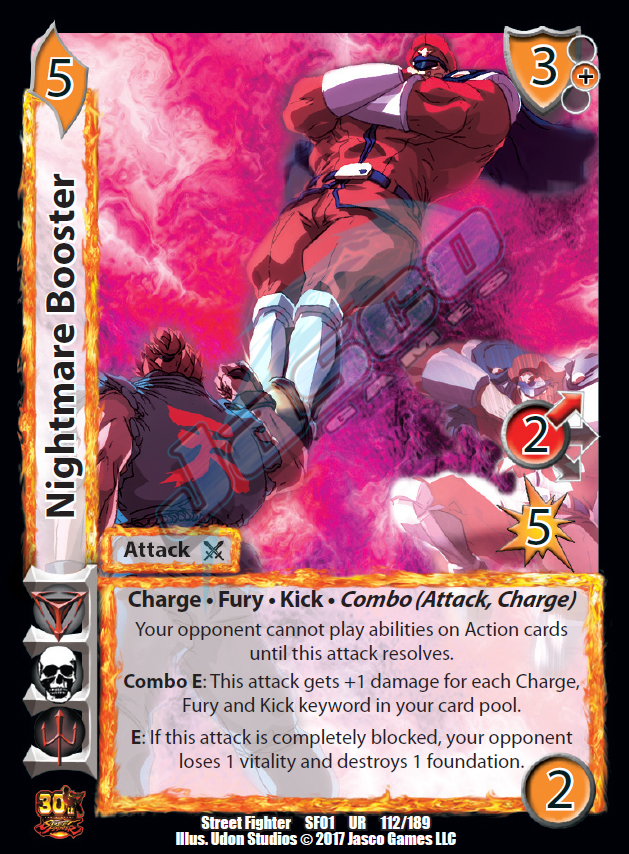 5
3
+
Nightmare Booster
JASCO
GAMES
2
5
Attack
Charge • Fury • Kick • Combo (Attack, Charge)
Your opponent cannot play abilities on Action cards
until this attack resolves.
Combo E: This attack gets +1 damage for each Charge,
Fury and Kick keyword in your card pool.
E: If this attack is completely blocked, your opponent
loses 1 vitality and destroys 1 foundation.
2
30th
Street Fighter SF01 UR 112/189
Illus. Udon Studios © 2017 Jasco Games LLC